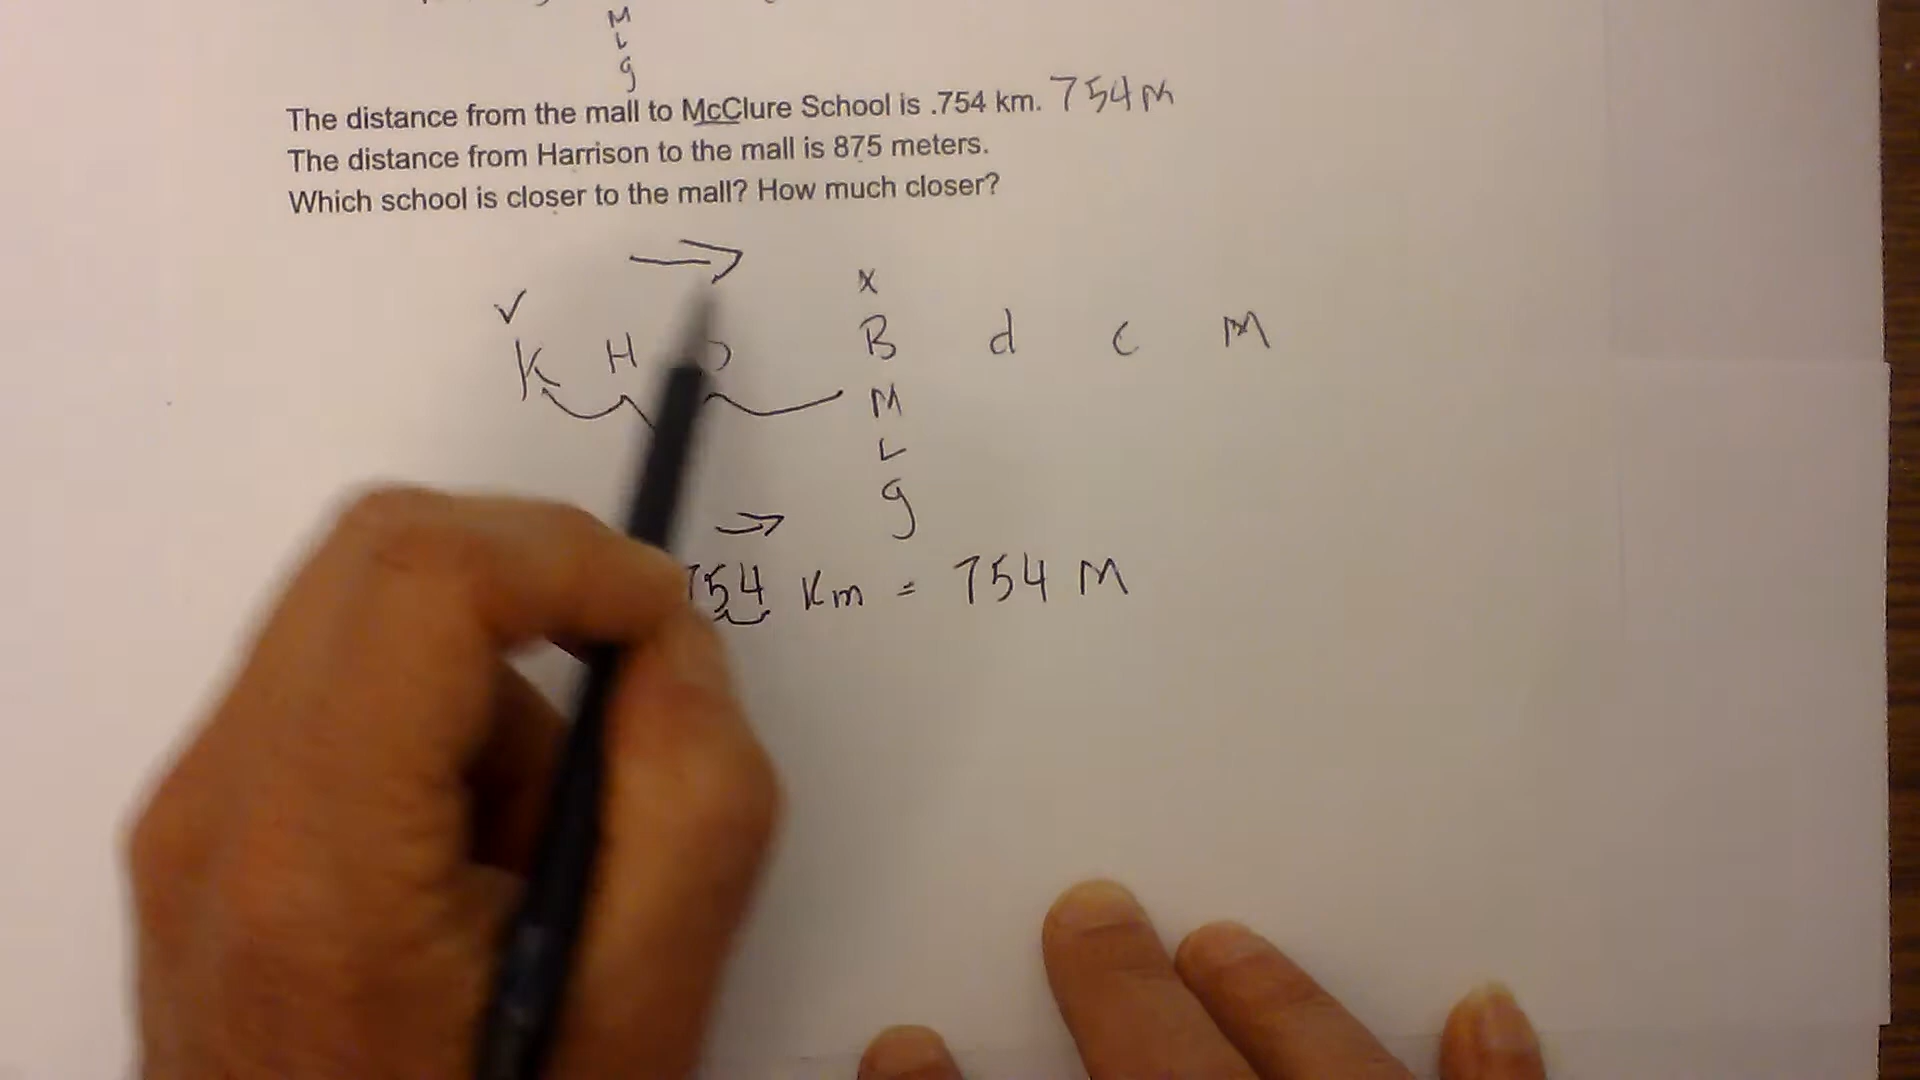 M
L
g
The distance from the mall to McClure School is .754 km. 754 M
The distance from Harrison to the mall is 875 meters.
Which school is closer to the mall? How much closer?
x
K H D B d c M
M
L
g
754 Km = 754 M